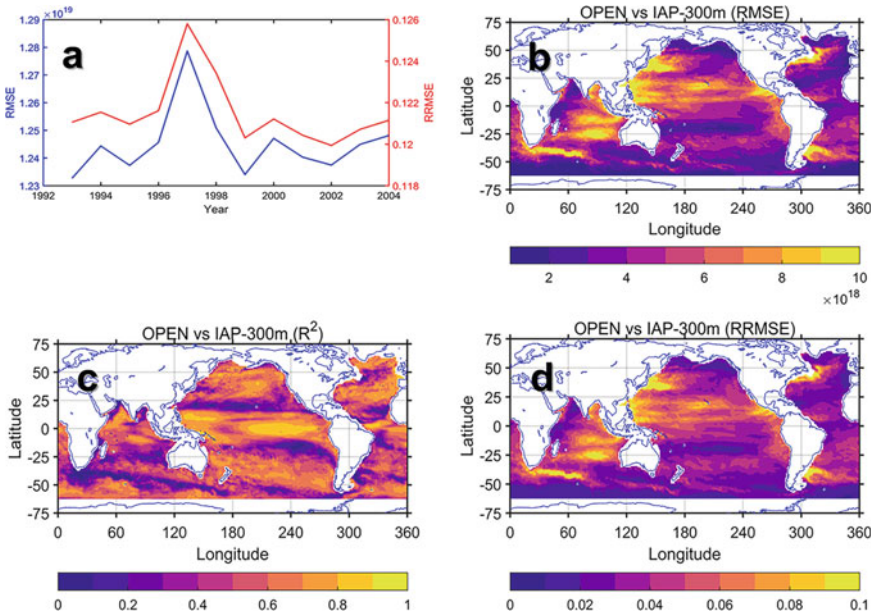 ×10^19
a
RMSE
1.29
1.28
1.27
1.26
1.25
1.24
1.23
0.126
0.124
0.122
0.12
0.118
RRMSE
1992 1994 1996 1998 2000 2002 2004
Year
OPEN vs IAP-300m (RMSE)
b
Latitude
75
50
25
0
-25
-50
-75
0 60 120 180 240 300 360
Longitude
2 4 6 8 10
×10^18
OPEN vs IAP-300m (R^2)
c
Latitude
75
50
25
0
-25
-50
-75
0 60 120 180 240 300 360
Longitude
0 0.2 0.4 0.6 0.8 1
OPEN vs IAP-300m (RRMSE)
d
Latitude
75
50
25
0
-25
-50
-75
0 60 120 180 240 300 360
Longitude
0 0.02 0.04 0.06 0.08 0.1